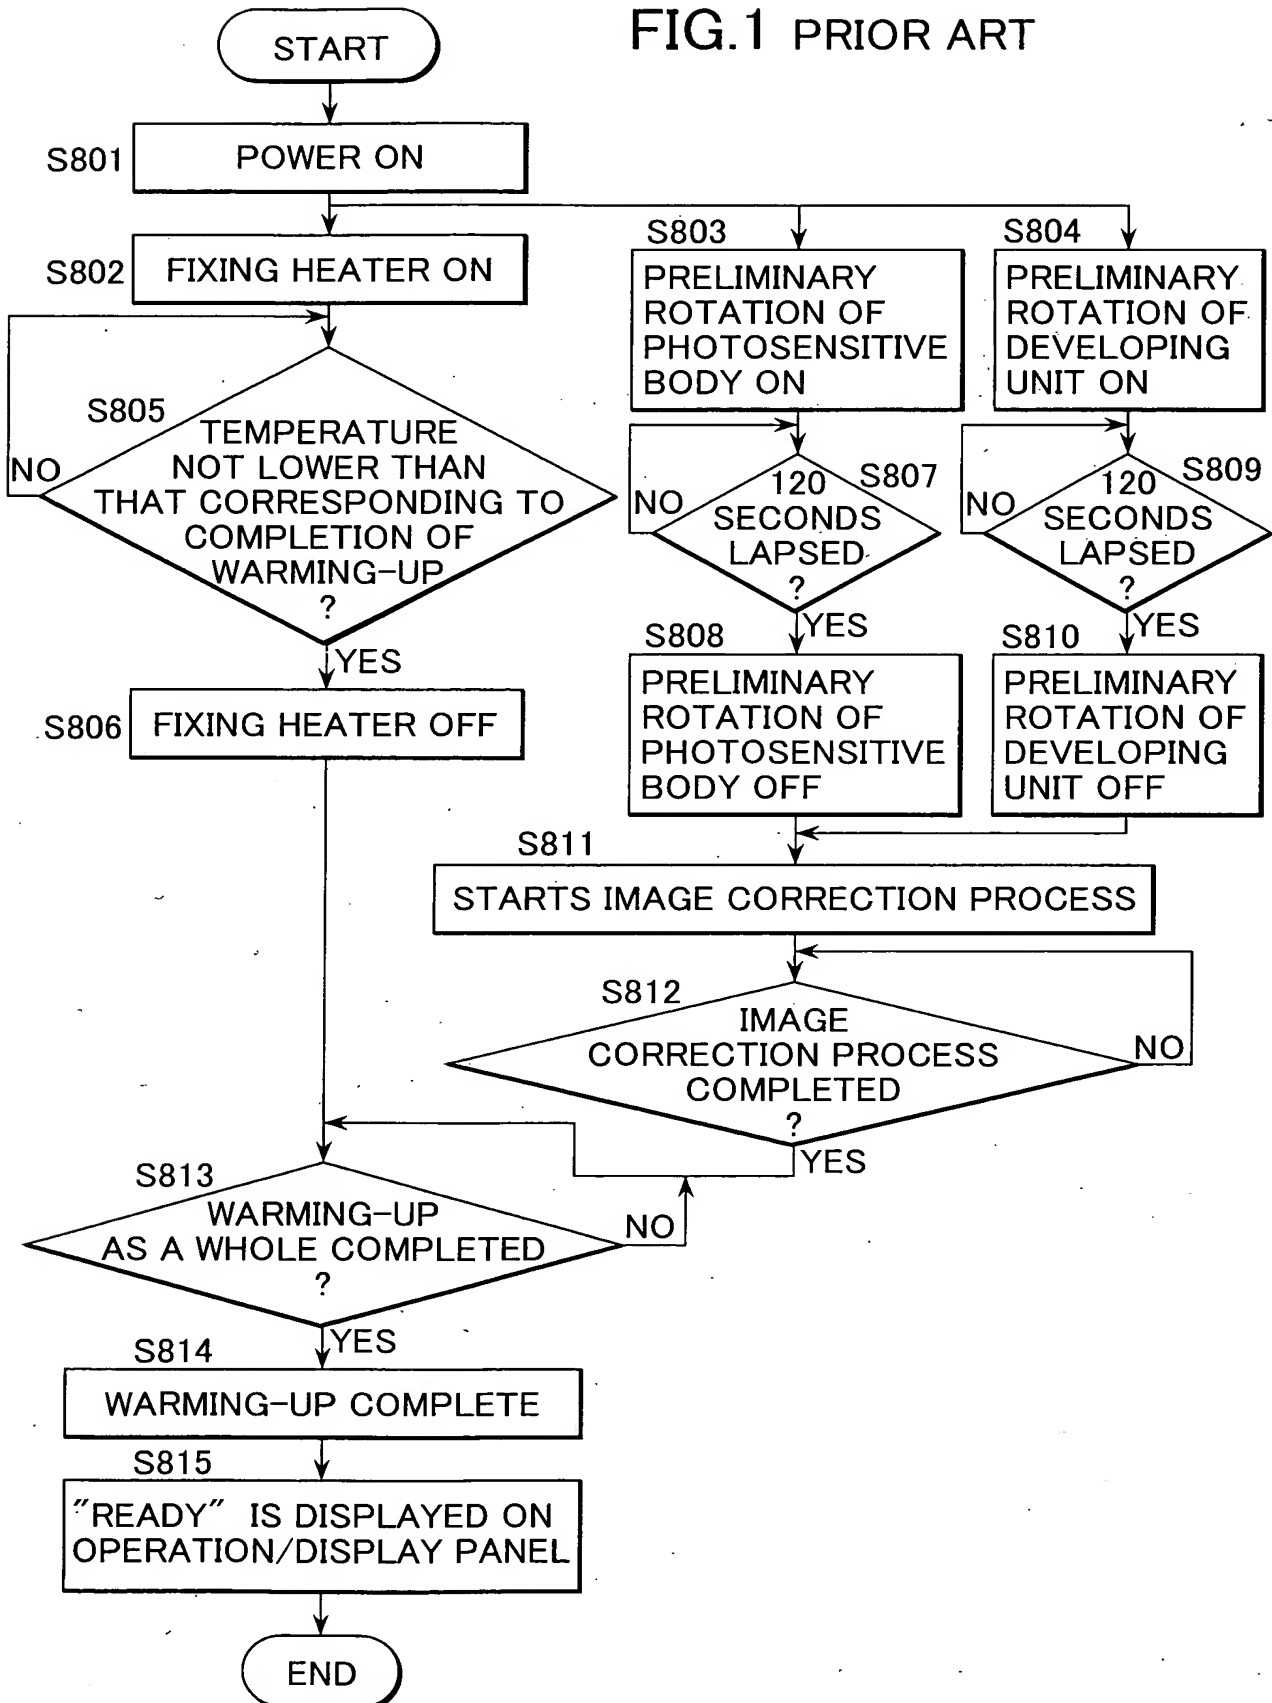 FIG.1 PRIOR ART
START
S801
POWER ON
S802
FIXING HEATER ON
S803
PRELIMINARY
ROTATION OF
PHOTOSENSITIVE
BODY ON
S804
PRELIMINARY
ROTATION OF
DEVELOPING
UNIT ON
S805
TEMPERATURE
NOT LOWER THAN
THAT CORRESPONDING TO
COMPLETION OF
WARMING-UP
?
NO
YES
S807
120
SECONDS
LAPSED
?
NO
YES
S809
120
SECONDS
LAPSED
?
NO
YES
S806
FIXING HEATER OFF
S808
PRELIMINARY
ROTATION OF
PHOTOSENSITIVE
BODY OFF
S810
PRELIMINARY
ROTATION OF
DEVELOPING
UNIT OFF
S811
STARTS IMAGE CORRECTION PROCESS
S812
IMAGE
CORRECTION PROCESS
COMPLETED
?
NO
YES
S813
WARMING-UP
AS A WHOLE COMPLETED
?
NO
YES
S814
WARMING-UP COMPLETE
S815
"READY" IS DISPLAYED ON
OPERATION/DISPLAY PANEL
END